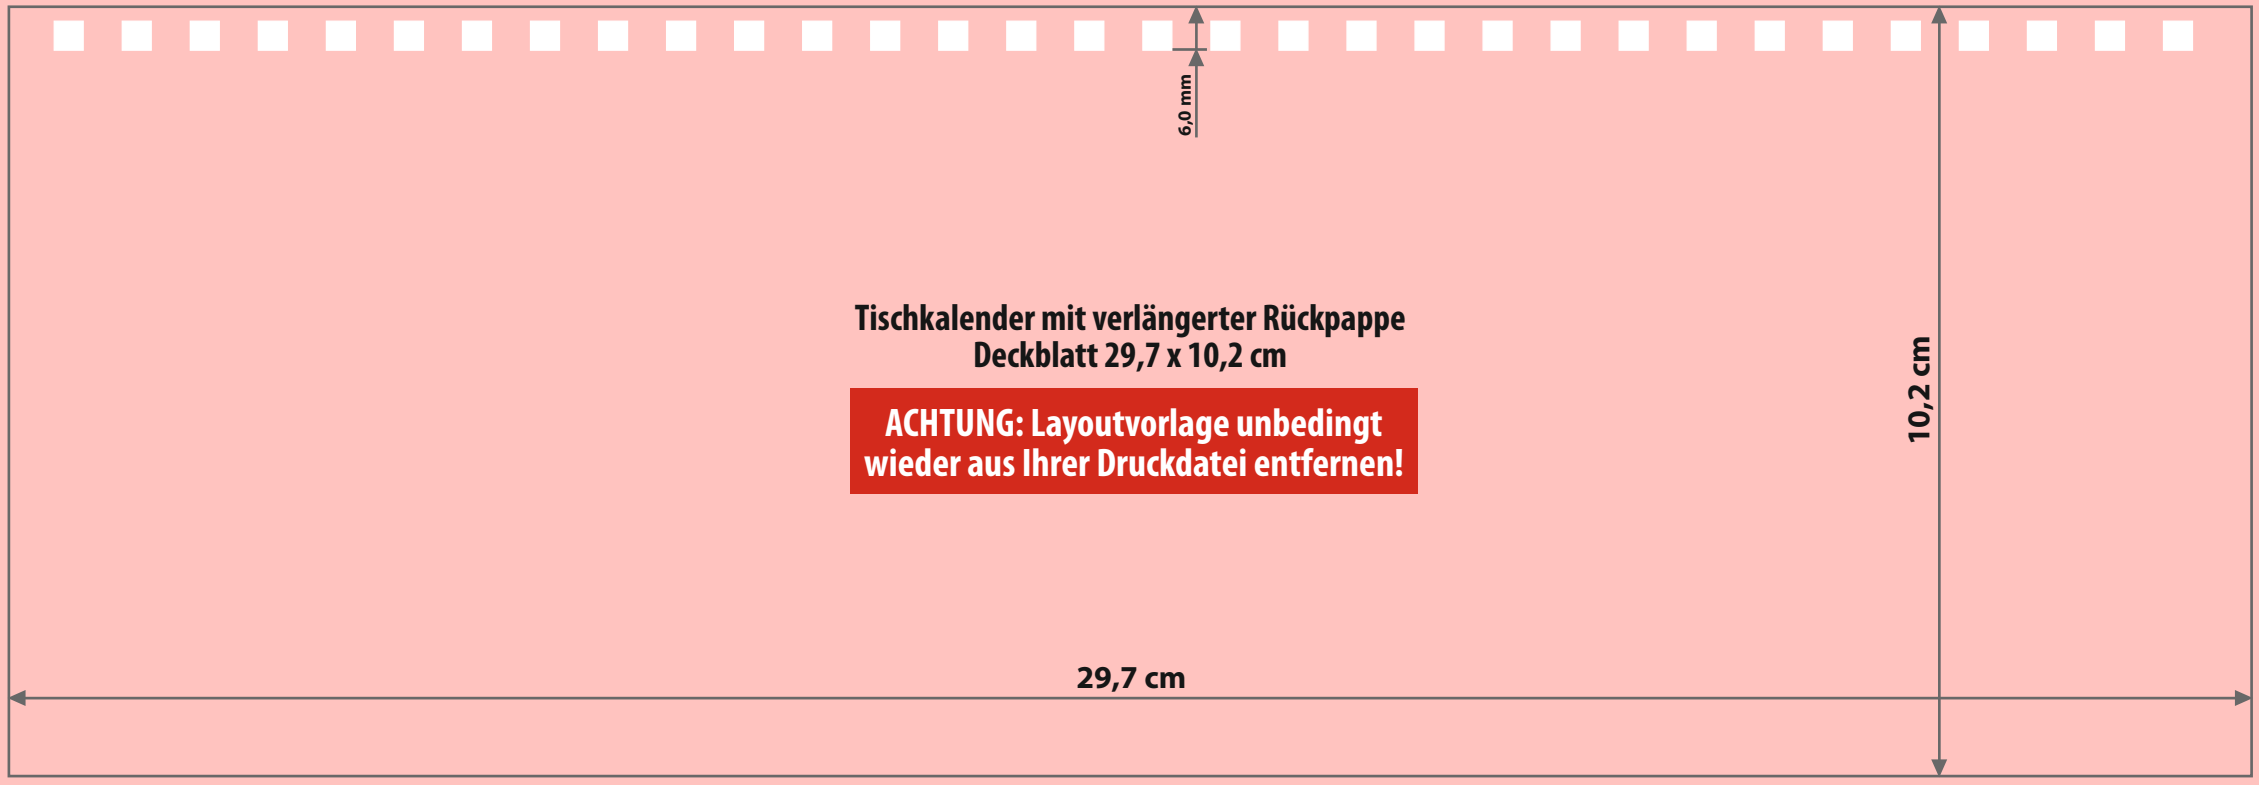 6,0 mm
Tischkalender mit verlängerter Rückpappe
Deckblatt 29,7 x 10,2 cm
ACHTUNG: Layoutvorlage unbedingt
wieder aus Ihrer Druckdatei entfernen!
10,2 cm
29,7 cm